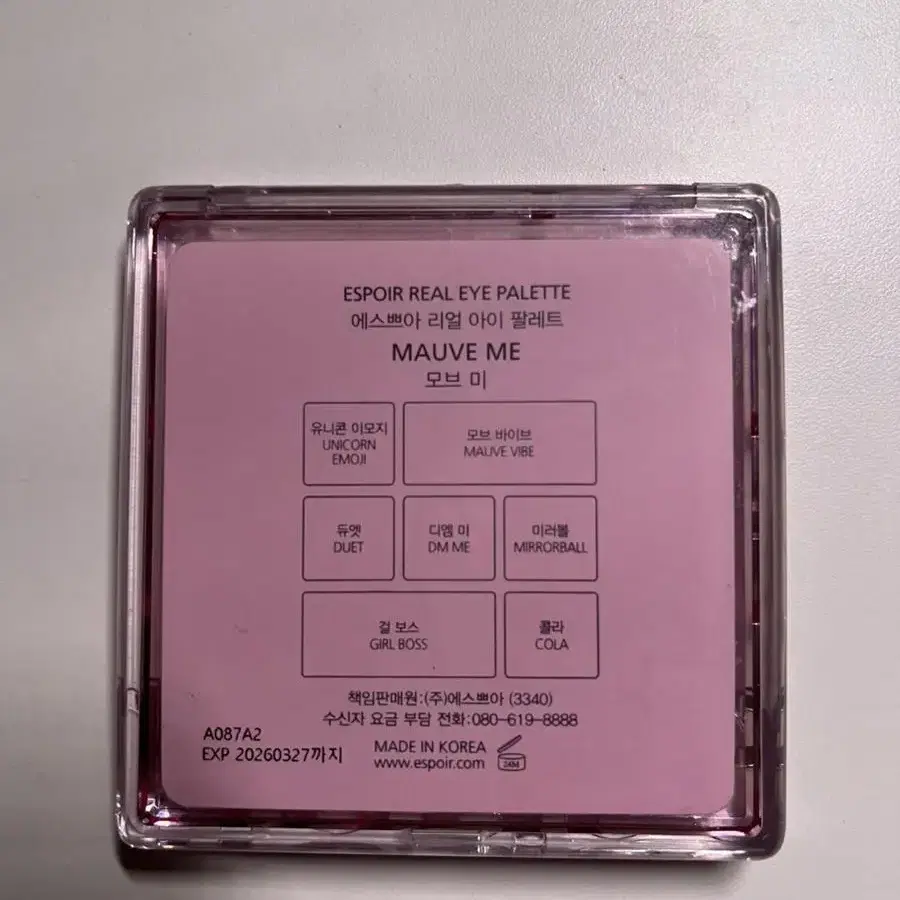 ESPOIR REAL EYE PALETTE
에스쁘아 리얼 아이 팔레트
MAUVE ME
모브 미
유니콘 이모지
UNICORN
EMOJI
모브 바이브
MAUVE VIBE
듀엣
DUET
디엠 미
DM ME
미러볼
MIRRORBALL
걸 보스
GIRL BOSS
콜라
COLA
책임판매원:(주)에스쁘아 (3340)
수신자 요금 부담 전화:080-619-8888
A087A2
EXP 20260327까지
MADE IN KOREA
www.espoir.com
24M